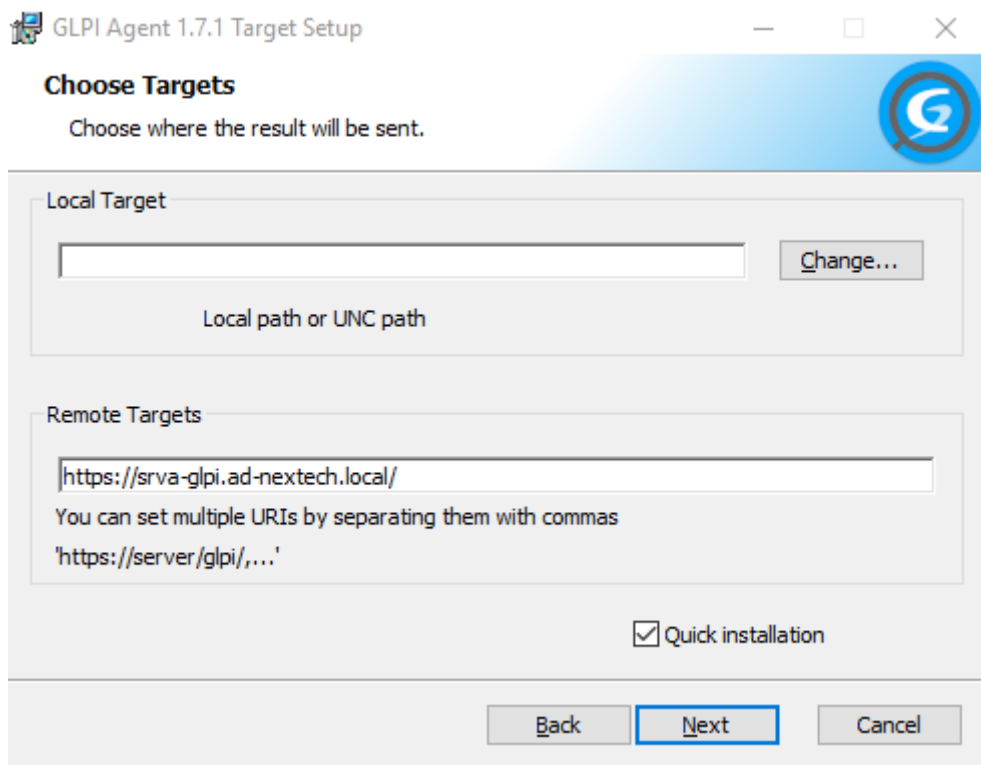 GLPI Agent 1.7.1 Target Setup
Choose Targets
Choose where the result will be sent.
Local Target
Change...
Local path or UNC path
Remote Targets
https://srva-glpi.ad-nextech.local/
You can set multiple URIs by separating them with commas
'https://server/glpi/,...'
Quick installation
Back Next Cancel